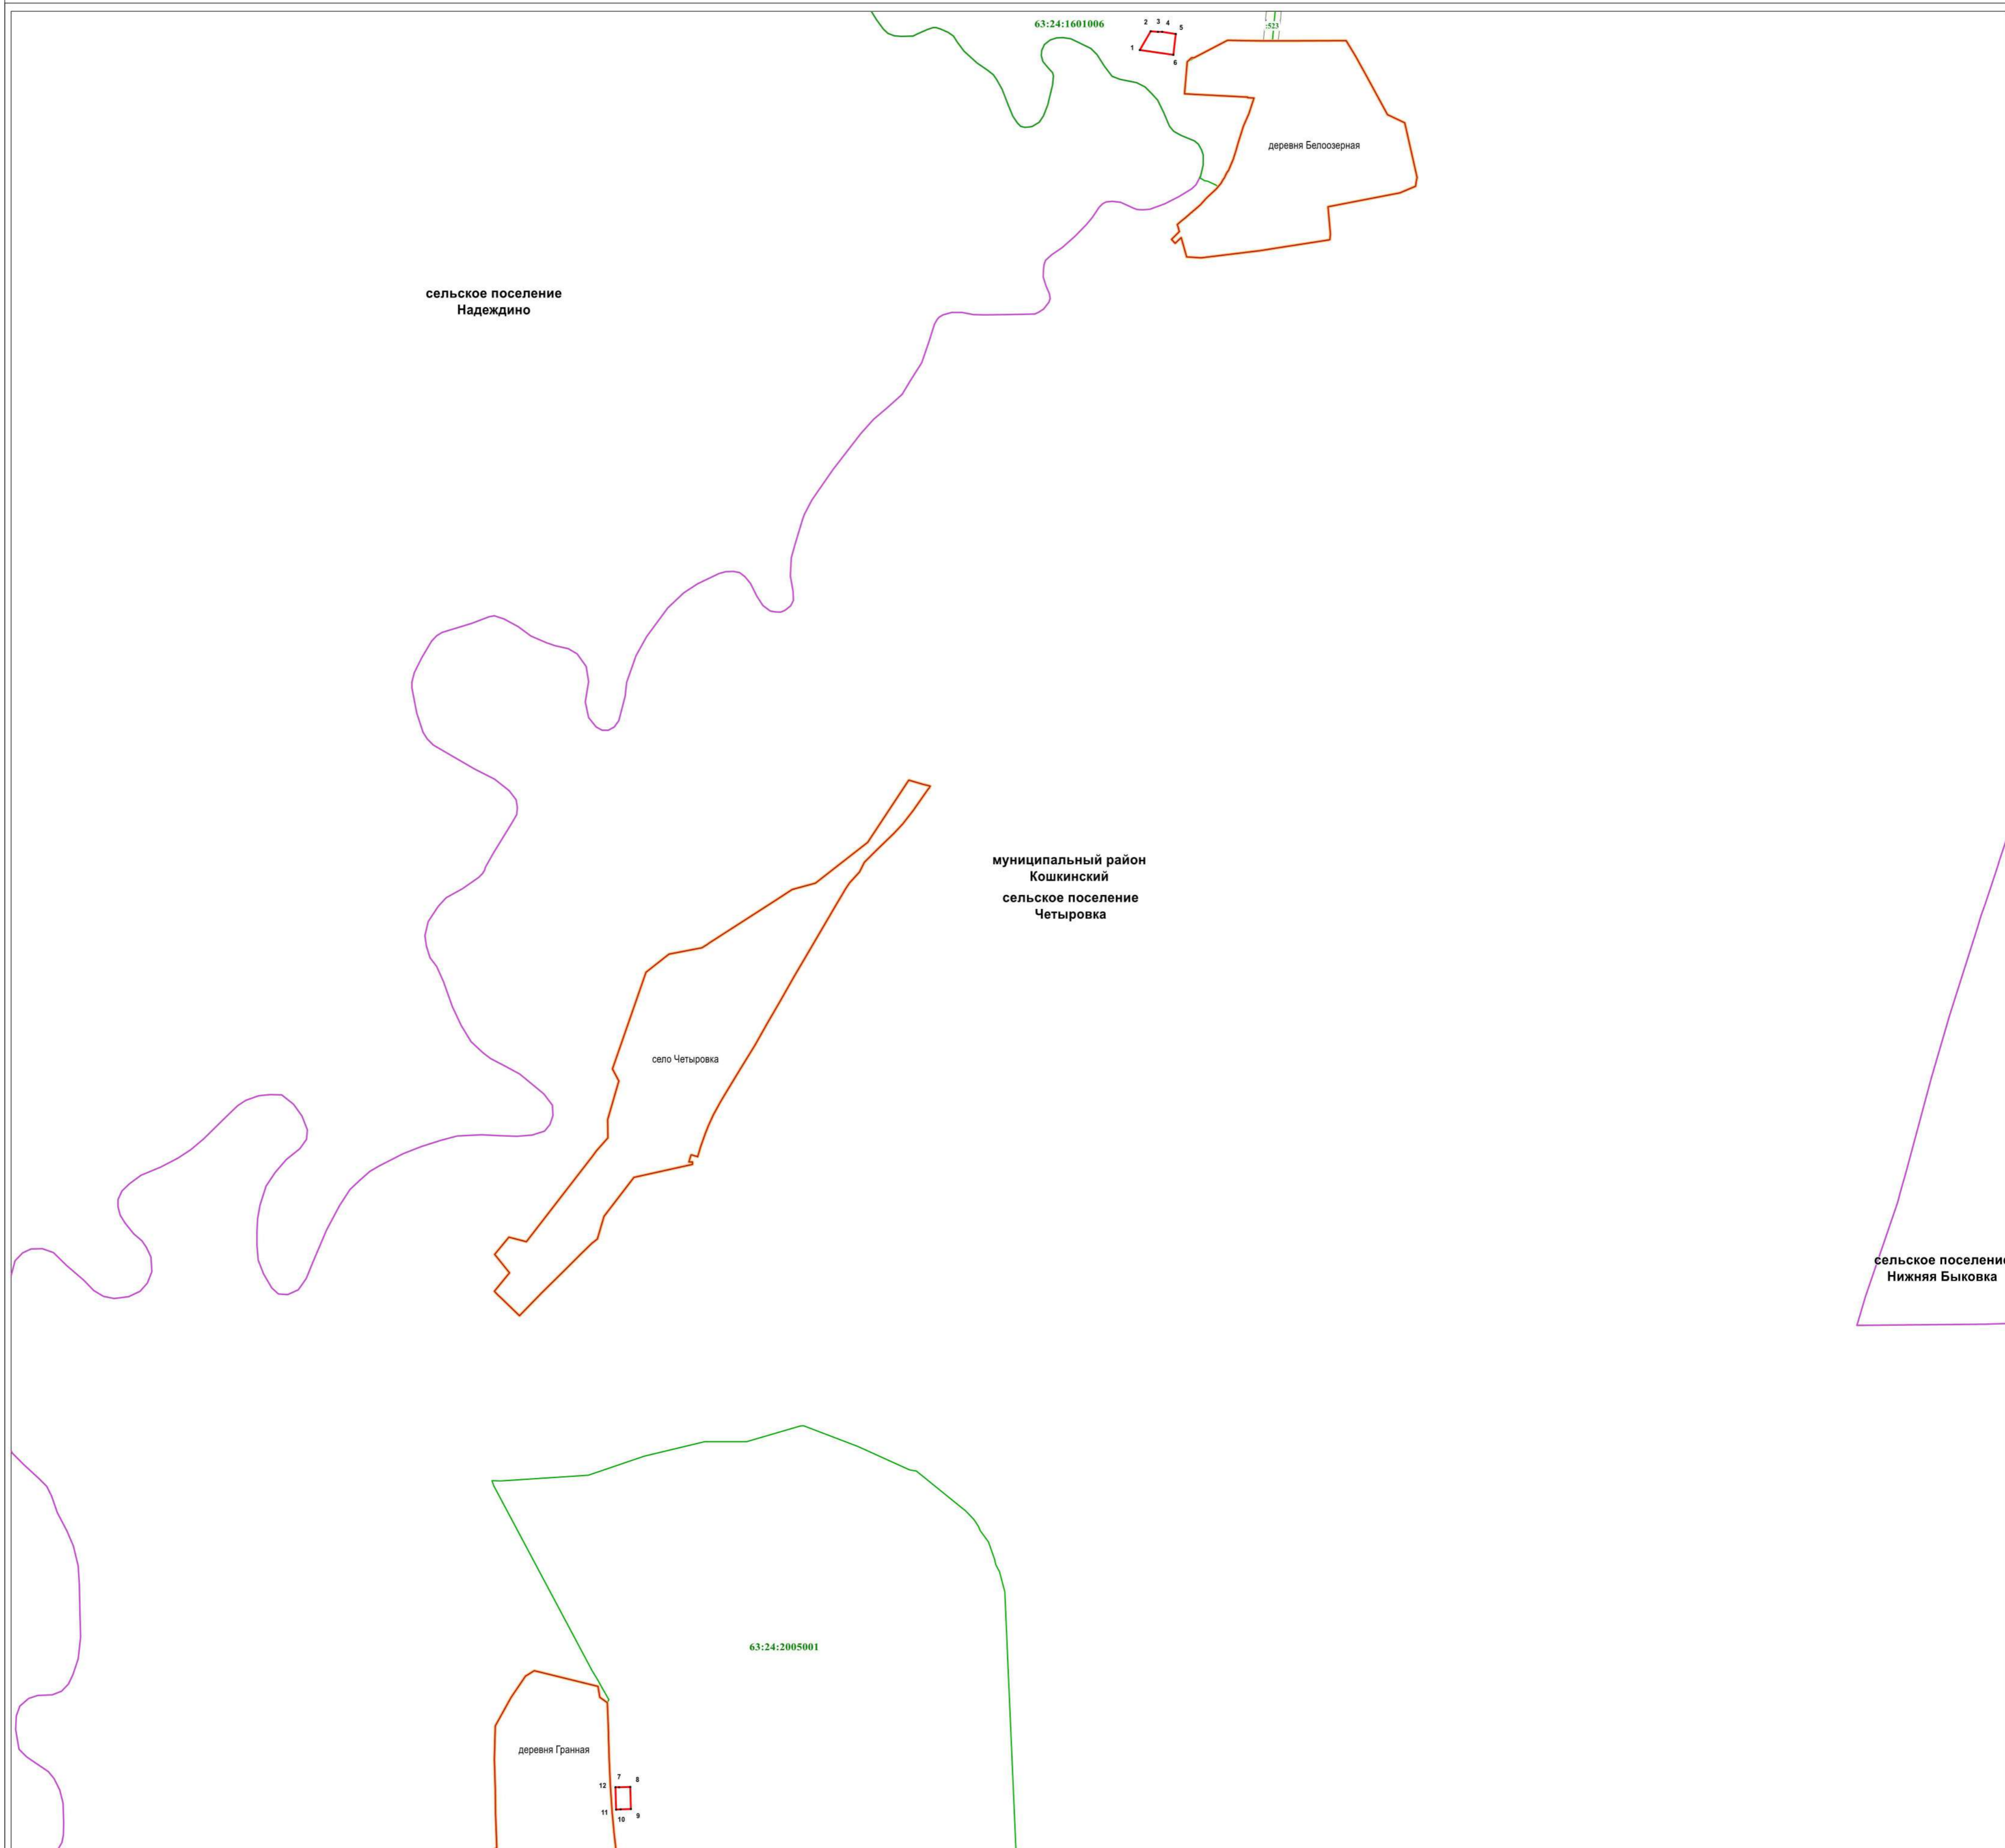 63:24:1601006
2 3 4
5
1
6
:523
деревня Белоозерная
сельское поселение
Надеждино
муниципальный район
Кошкинский
сельское поселение
Четыровка
село Четыровка
сельское поселение
Нижняя Быковка
63:24:2005001
деревня Гранная
7
8
12
11
10
9